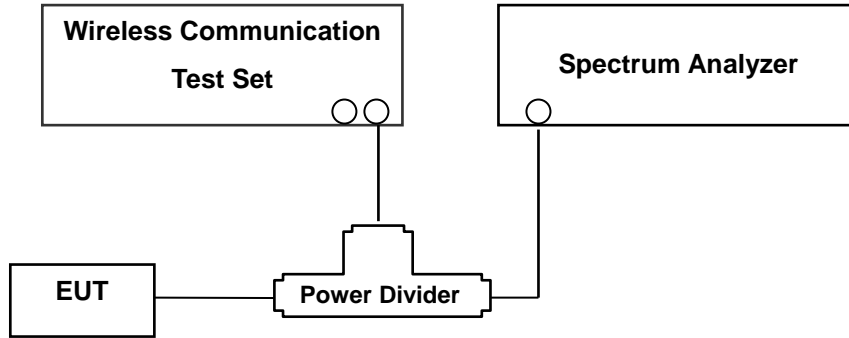 Wireless Communication
Test Set
Spectrum Analyzer
EUT
Power Divider